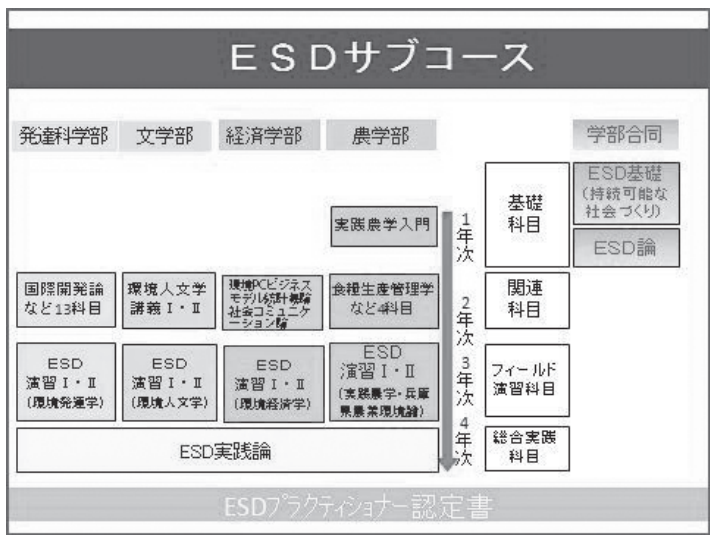 ESDサブコース
発達科学部
文学部
経済学部
農学部
学部合同
実践農学入門
1年次
基礎
科目
ESD基礎
(持続可能な
社会づくり)
ESD論
国際開発論
など13科目
環境人文学
講義Ⅰ・Ⅱ
環境PCビジネス
モデル統計概論
社会コミュニケ
ーション論
食糧生産管理学
など4科目
2年次
関連
科目
ESD
演習Ⅰ・Ⅱ
(環境発達学)
ESD
演習Ⅰ・Ⅱ
(環境人文学)
ESD
演習Ⅰ・Ⅱ
(環境経済学)
ESD
演習Ⅰ・Ⅱ
(実践農学・兵庫
県農業環境論)
3年次
フィールド
演習科目
ESD実践論
4年次
総合実践
科目
ESDプラクティショナー認定書